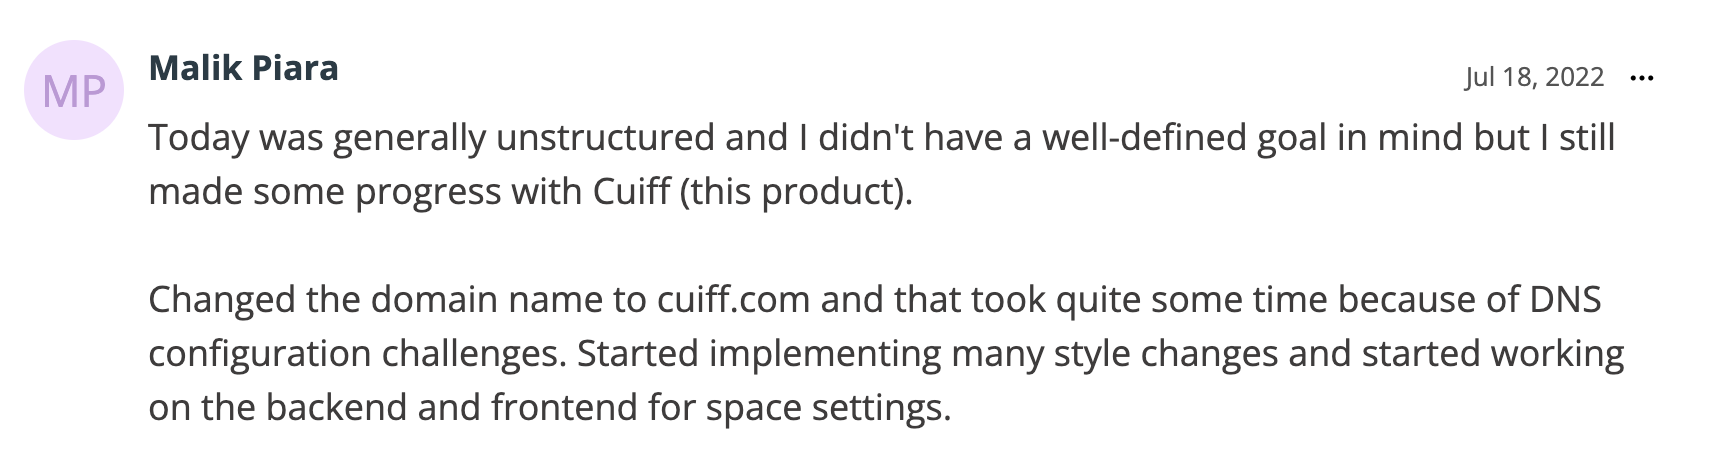 MP
Malik Piara
Jul 18, 2022
Today was generally unstructured and I didn't have a well-defined goal in mind but I still
made some progress with Cuiff (this product).
Changed the domain name to cuiff.com and that took quite some time because of DNS
configuration challenges. Started implementing many style changes and started working
on the backend and frontend for space settings.